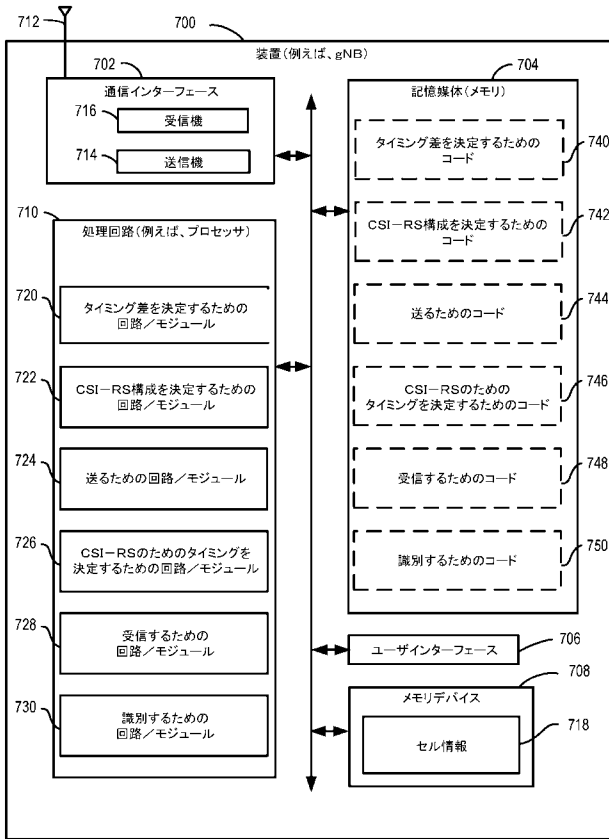 712
700
装置(例えば、gNB)
702
通信インターフェース
716
受信機
714
送信機
710
処理回路(例えば、プロセッサ)
720
タイミング差を決定するための
回路/モジュール
722
CSI-RS構成を決定するための
回路/モジュール
724
送るための回路/モジュール
726
CSI-RSのためのタイミングを
決定するための回路/モジュール
728
受信するための
回路/モジュール
730
識別するための
回路/モジュール
704
記憶媒体(メモリ)
タイミング差を決定するための
コード
740
CSI-RS構成を決定するための
コード
742
送るためのコード
744
CSI-RSのための
タイミングを決定するためのコード
746
受信するためのコード
748
識別するためのコード
750
ユーザインターフェース
706
708
メモリデバイス
セル情報
718